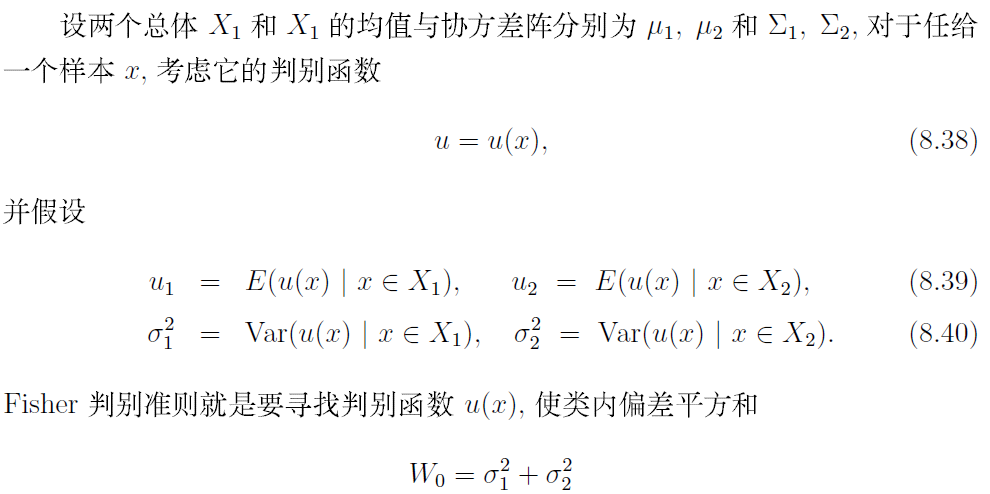 设两个总体 X₁ 和 X₁ 的均值与协方差阵分别为 μ₁, μ₂ 和 Σ₁, Σ₂, 对于任给
一个样本 x, 考虑它的判别函数
u = u(x), (8.38)
并假设
u₁ = E(u(x) | x ∈ X₁), u₂ = E(u(x) | x ∈ X₂), (8.39)
σ₁² = Var(u(x) | x ∈ X₁), σ₂² = Var(u(x) | x ∈ X₂). (8.40)
Fisher 判别准则就是要寻找判别函数 u(x), 使类内偏差平方和
W₀ = σ₁² + σ₂²